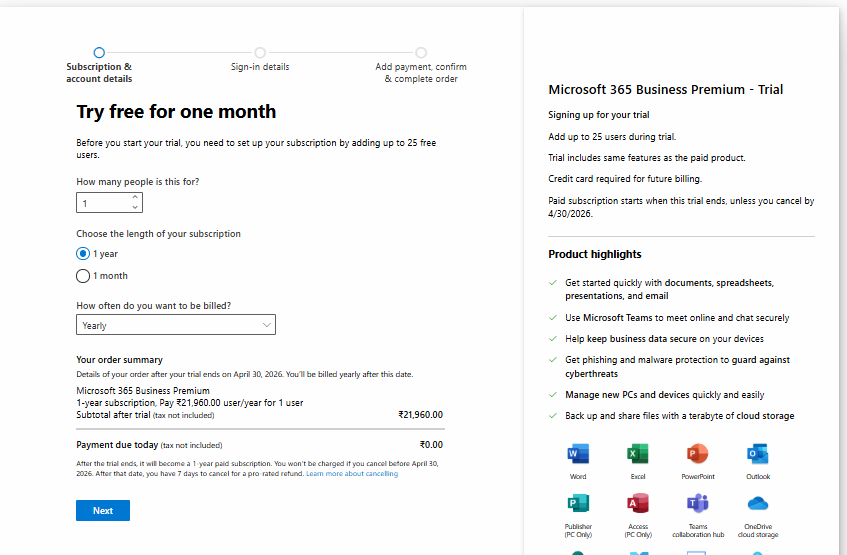 Subscription &
account details
Sign-in details
Add payment, confirm
& complete order
Try free for one month
Before you start your trial, you need to set up your subscription by adding up to 25 free
users.
How many people is this for?
1
Choose the length of your subscription
1 year
1 month
How often do you want to be billed?
Yearly
Your order summary
Details of your order after your trial ends on April 30, 2026. You'll be billed yearly after this date.
Microsoft 365 Business Premium
1-year subscription, Pay ₹21,960.00 user/year for 1 user
Subtotal after trial (tax not included) ₹21,960.00
Payment due today (tax not included) ₹0.00
After the trial ends, it will become a 1-year paid subscription. You won't be charged if you cancel before April 30,
2026. After that date, you have 7 days to cancel for a pro-rated refund. Learn more about cancelling
Next
Microsoft 365 Business Premium - Trial
Signing up for your trial
Add up to 25 users during trial.
Trial includes same features as the paid product.
Credit card required for future billing.
Paid subscription starts when this trial ends, unless you cancel by
4/30/2026.
Product highlights
Get started quickly with documents, spreadsheets,
presentations, and email
Use Microsoft Teams to meet online and chat securely
Help keep business data secure on your devices
Get phishing and malware protection to guard against
cyberthreats
Manage new PCs and devices quickly and easily
Back up and share files with a terabyte of cloud storage
Word Excel PowerPoint Outlook
Publisher
(PC Only)
Access
(PC Only)
Teams
collaboration hub
OneDrive
cloud storage